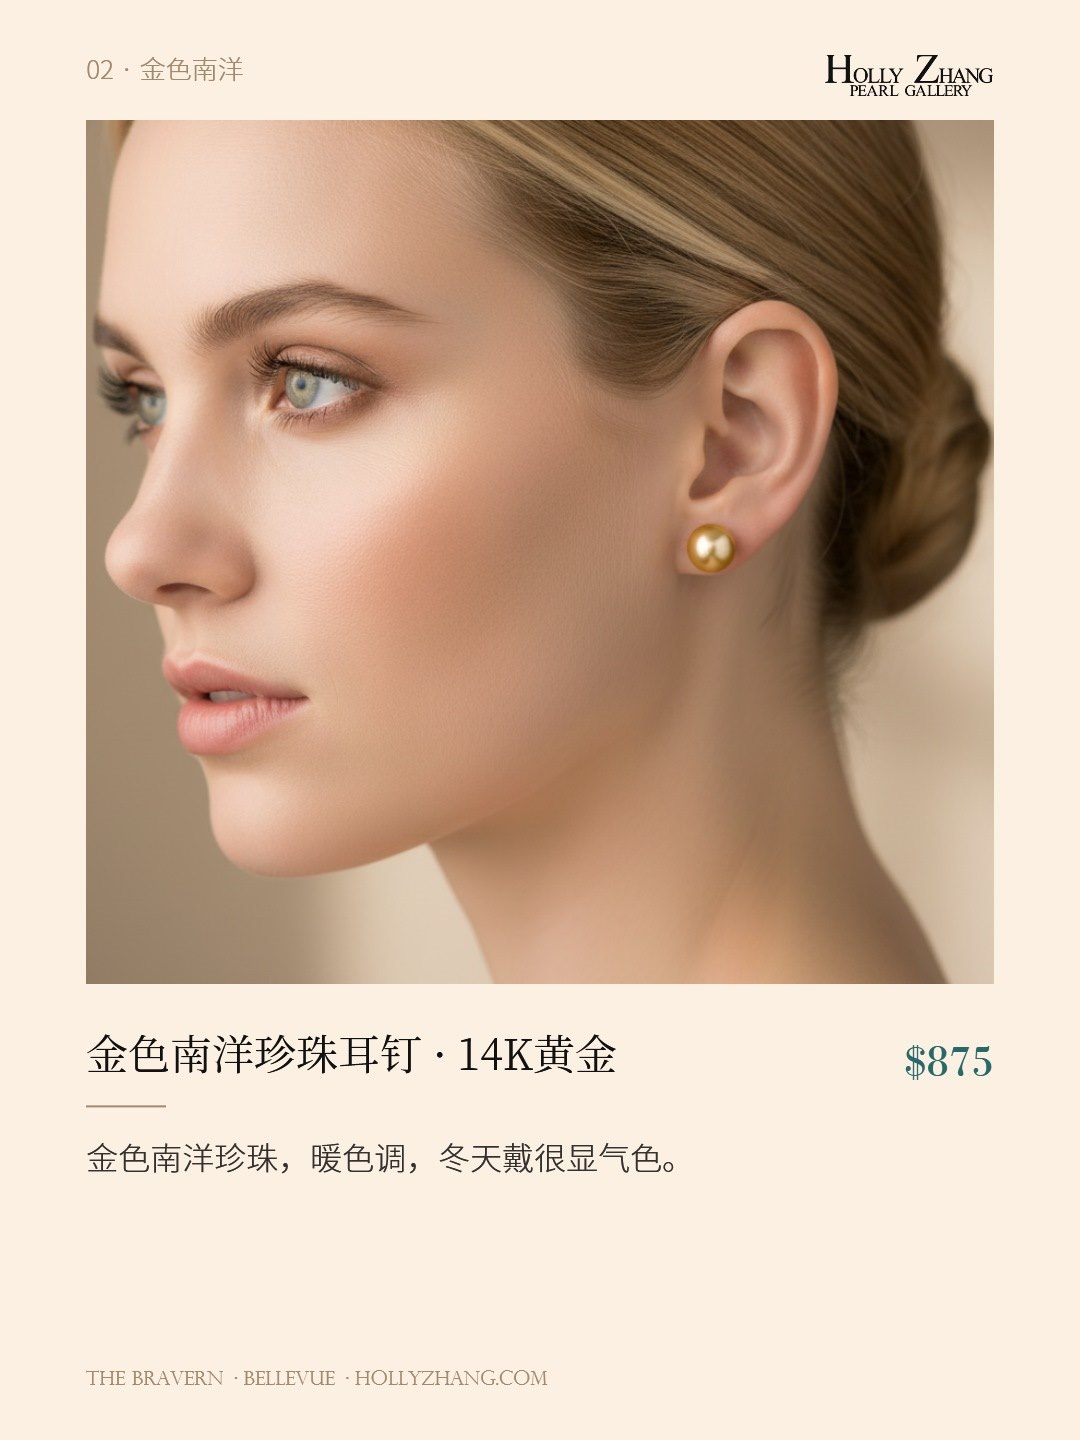 02 · 金色南洋
HOLLY ZHANG
PEARL GALLERY
金色南洋珍珠耳钉 · 14K黄金
$875
金色南洋珍珠，暖色调，冬天戴很显气色。
THE BRAVERN · BELLEVUE · HOLLYZHANG.COM